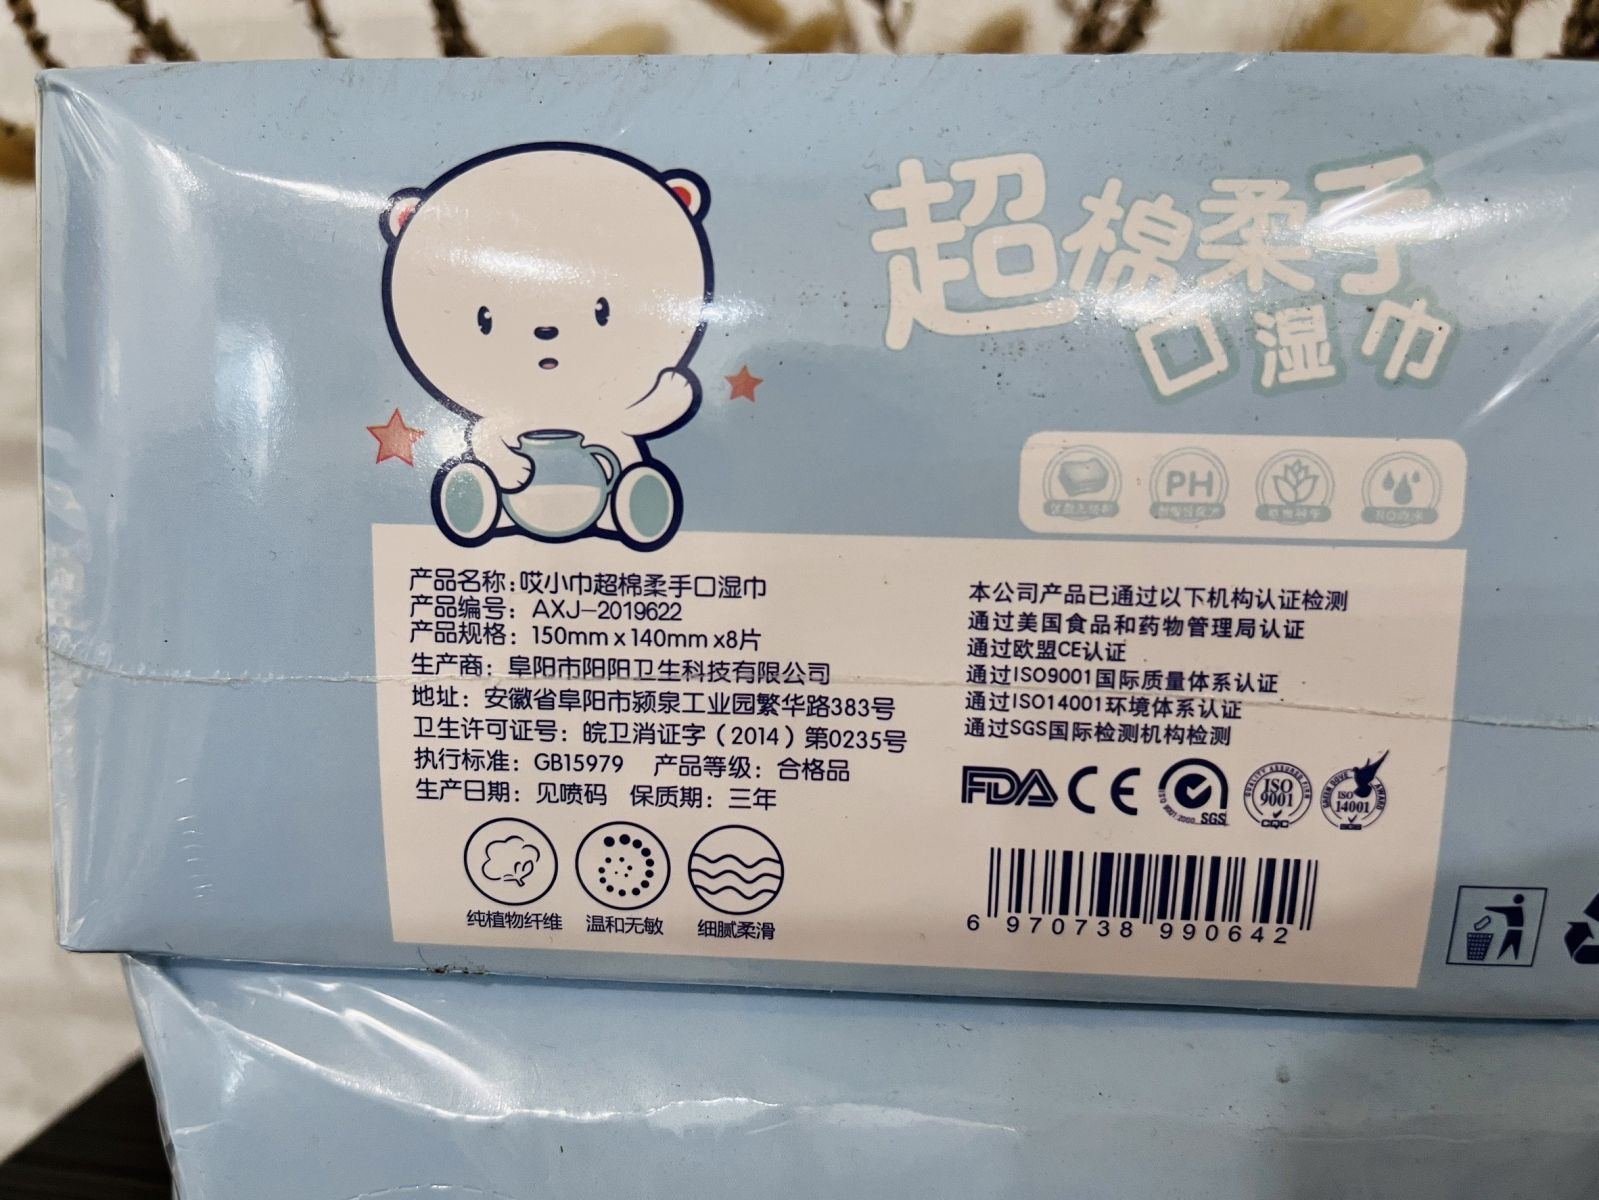 超棉柔手
口湿巾
PH
产品名称：哎小巾超棉柔手口湿巾
产品编号：AXJ-2019622
产品规格：150mm x 140mm x8片
生产商：阜阳市阳阳卫生科技有限公司
地址：安徽省阜阳市颍泉工业园繁华路383号
卫生许可证号：皖卫消证字（2014）第0235号
执行标准：GB15979 产品等级：合格品
生产日期：见喷码 保质期：三年
纯植物纤维 温和无敏 细腻柔滑
本公司产品已通过以下机构认证检测
通过美国食品和药物管理局认证
通过欧盟CE认证
通过ISO9001国际质量体系认证
通过ISO14001环境体系认证
通过SGS国际检测机构检测
FDA CE SGS ISO 9001 CQC ISO 14001
6 970738 990642